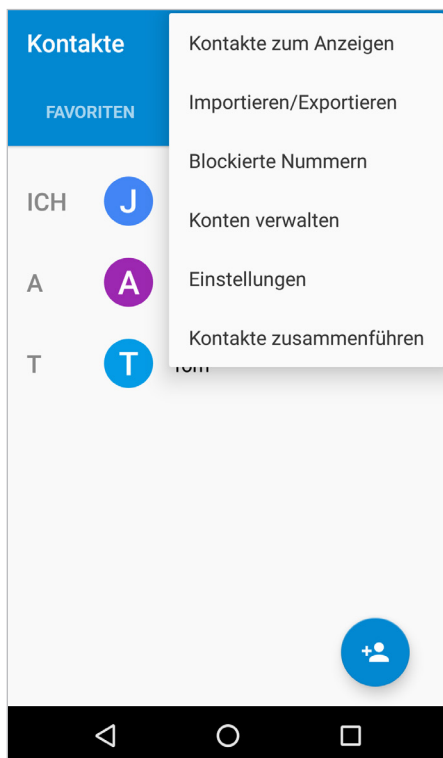 Kontakte
Kontakte zum Anzeigen
Importieren/Exportieren
FAVORITEN
Blockierte Nummern
ICH
J
Konten verwalten
A
A
Einstellungen
Kontakte zusammenführen
T
T